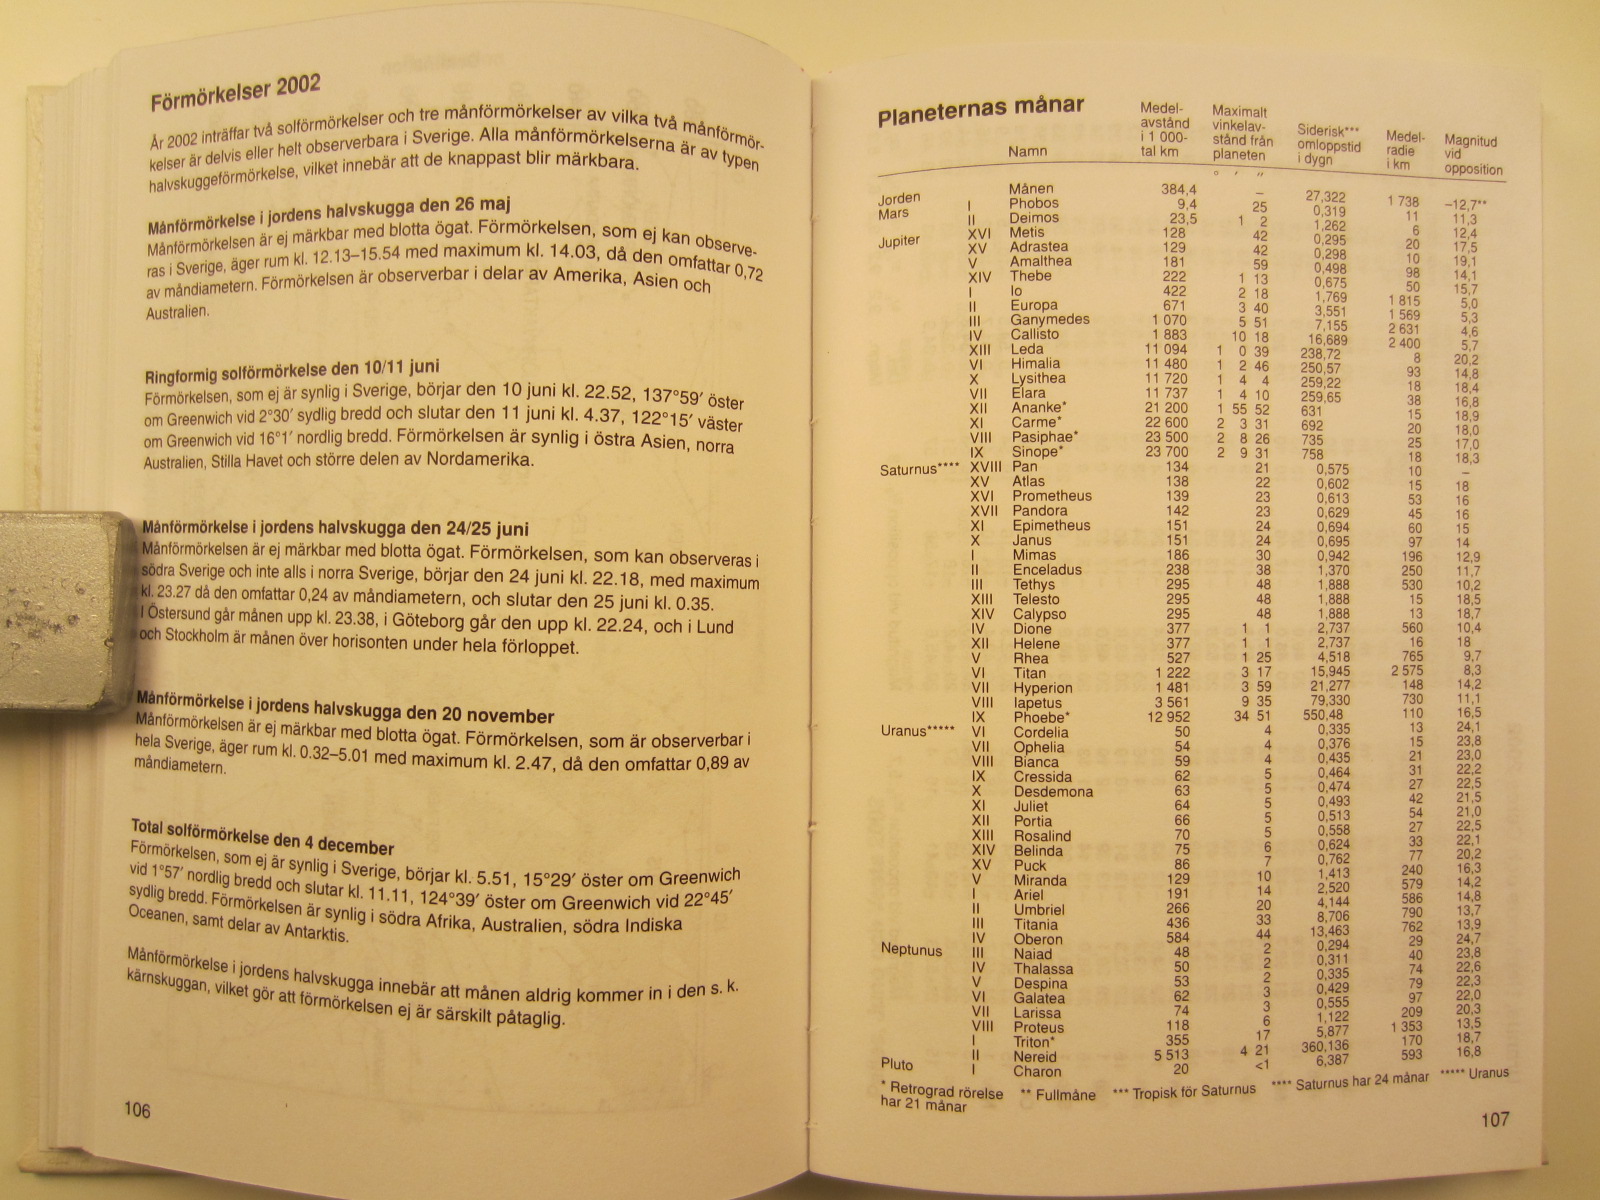 Förmörkelser 2002
År 2002 inträffar två solförmörkelser och tre månförmörkelser av vilka två månförmör-
kelser är delvis eller helt observerbara i Sverige. Alla månförmörkelserna är av typen
halvskuggeförmörkelse, vilket innebär att de knappast blir märkbara.
Månförmörkelse i jordens halvskugga den 26 maj
Månförmörkelsen är ej märkbar med blotta ögat. Förmörkelsen, som ej kan observe-
ras i Sverige, äger rum kl. 12.13–15.54 med maximum kl. 14.03, då den omfattar 0,72
av måndiametern. Förmörkelsen är observerbar i delar av Amerika, Asien och
Australien.
Ringformig solförmörkelse den 10/11 juni
Förmörkelsen, som ej är synlig i Sverige, börjar den 10 juni kl. 22.52, 137°59′ öster
om Greenwich vid 2°30′ sydlig bredd och slutar den 11 juni kl. 4.37, 122°15′ väster
om Greenwich vid 16°1′ nordlig bredd. Förmörkelsen är synlig i östra Asien, norra
Australien, Stilla Havet och större delen av Nordamerika.
Månförmörkelse i jordens halvskugga den 24/25 juni
Månförmörkelsen är ej märkbar med blotta ögat. Förmörkelsen, som kan observeras i
södra Sverige och inte alls i norra Sverige, börjar den 24 juni kl. 22.18, med maximum
kl. 23.27 då den omfattar 0,24 av måndiametern, och slutar den 25 juni kl. 0.35.
I Östersund går månen upp kl. 23.38, i Göteborg går den upp kl. 22.24, och i Lund
och Stockholm är månen över horisonten under hela förloppet.
Månförmörkelse i jordens halvskugga den 20 november
Månförmörkelsen är ej märkbar med blotta ögat. Förmörkelsen, som är observerbar i
hela Sverige, äger rum kl. 0.32–5.01 med maximum kl. 2.47, då den omfattar 0,89 av
måndiametern.
Total solförmörkelse den 4 december
Förmörkelsen, som ej är synlig i Sverige, börjar kl. 5.51, 15°29′ öster om Greenwich
vid 1°57′ nordlig bredd och slutar kl. 11.11, 124°39′ öster om Greenwich vid 22°45′
sydlig bredd. Förmörkelsen är synlig i södra Afrika, Australien, södra Indiska
Oceanen, samt delar av Antarktis.
Månförmörkelse i jordens halvskugga innebär att månen aldrig kommer in i den s. k.
kärnskuggan, vilket gör att förmörkelsen ej är särskilt påtaglig.
106
Planeternas månar
Namn
Medel-
avstånd
i 1 000-
tal km
Maximalt
vinkelav-
stånd från
planeten
° ′ ″
Siderisk***
omloppstid
i dygn
Medel-
radie
i km
Magnitud
vid
opposition
Jorden Månen 384,4 – 27,322 1 738 –12,7**
Mars I Phobos 9,4 25 0,319 11 11,3
II Deimos 23,5 1 2 1,262 6 12,4
Jupiter XVI Metis 128 42 0,295 20 17,5
XV Adrastea 129 42 0,298 10 19,1
V Amalthea 181 59 0,498 98 14,1
XIV Thebe 222 1 13 0,675 50 15,7
I Io 422 2 18 1,769 1 815 5,0
II Europa 671 3 40 3,551 1 569 5,3
III Ganymedes 1 070 5 51 7,155 2 631 4,6
IV Callisto 1 883 10 18 16,689 2 400 5,7
XIII Leda 11 094 1 0 39 238,72 8 20,2
VI Himalia 11 480 1 2 46 250,57 93 14,8
X Lysithea 11 720 1 4 4 259,22 18 18,4
VII Elara 11 737 1 4 10 259,65 38 16,8
XII Ananke* 21 200 1 55 52 631 15 18,9
XI Carme* 22 600 2 3 31 692 20 18,0
VIII Pasiphae* 23 500 2 8 26 735 25 17,0
IX Sinope* 23 700 2 9 31 758 18 18,3
Saturnus**** XVIII Pan 134 21 0,575 10 –
XV Atlas 138 22 0,602 15 18
XVI Prometheus 139 23 0,613 53 16
XVII Pandora 142 23 0,629 45 16
XI Epimetheus 151 24 0,694 60 15
X Janus 151 24 0,695 97 14
I Mimas 186 30 0,942 196 12,9
II Enceladus 238 38 1,370 250 11,7
III Tethys 295 48 1,888 530 10,2
XIII Telesto 295 48 1,888 15 18,5
XIV Calypso 295 48 1,888 13 18,7
IV Dione 377 1 1 2,737 560 10,4
XII Helene 377 1 1 2,737 16 18
V Rhea 527 1 25 4,518 765 9,7
VI Titan 1 222 3 17 15,945 2 575 8,3
VII Hyperion 1 481 3 59 21,277 148 14,2
VIII Iapetus 3 561 9 35 79,330 730 11,1
IX Phoebe* 12 952 34 51 550,48 110 16,5
Uranus***** VI Cordelia 50 4 0,335 13 24,1
VII Ophelia 54 4 0,376 15 23,8
VIII Bianca 59 4 0,435 21 23,0
IX Cressida 62 5 0,464 31 22,2
X Desdemona 63 5 0,474 27 22,5
XI Juliet 64 5 0,493 42 21,5
XII Portia 66 5 0,513 54 21,0
XIII Rosalind 70 5 0,558 27 22,5
XIV Belinda 75 6 0,624 33 22,1
XV Puck 86 7 0,762 77 20,2
V Miranda 129 10 1,413 240 16,3
I Ariel 191 14 2,520 579 14,2
II Umbriel 266 20 4,144 586 14,8
III Titania 436 33 8,706 790 13,7
IV Oberon 584 44 13,463 762 13,9
Neptunus III Naiad 48 2 0,294 29 24,7
IV Thalassa 50 2 0,311 40 23,8
V Despina 53 2 0,335 74 22,6
VI Galatea 62 3 0,429 79 22,3
VII Larissa 74 3 0,555 97 22,0
VIII Proteus 118 6 1,122 209 20,3
I Triton* 355 17 5,877 1 353 13,5
II Nereid 5 513 4 21 360,136 170 18,7
Pluto I Charon 20 <1 6,387 593 16,8
* Retrograd rörelse ** Fullmåne *** Tropisk för Saturnus **** Saturnus har 24 månar ***** Uranus
har 21 månar
107